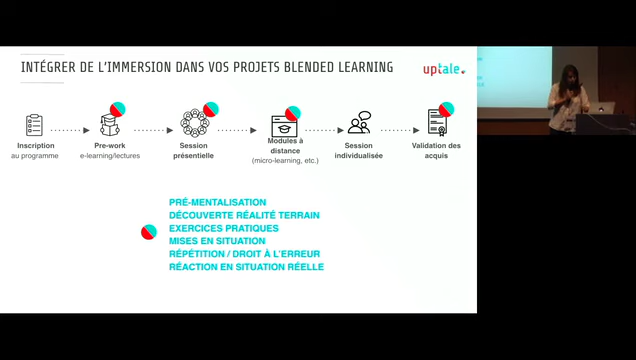 INTÉGRER DE L'IMMERSION DANS VOS PROJETS BLENDED LEARNING
uptale.
Inscription
au programme
Pre-work
e-learning/lectures
Session
présentielle
Modules à
distance
(micro-learning, etc.)
Session
individualisée
Validation des
acquis
PRÉ-MENTALISATION
DÉCOUVERTE RÉALITÉ TERRAIN
EXERCICES PRATIQUES
MISES EN SITUATION
RÉPÉTITION / DROIT À L'ERREUR
RÉACTION EN SITUATION RÉELLE